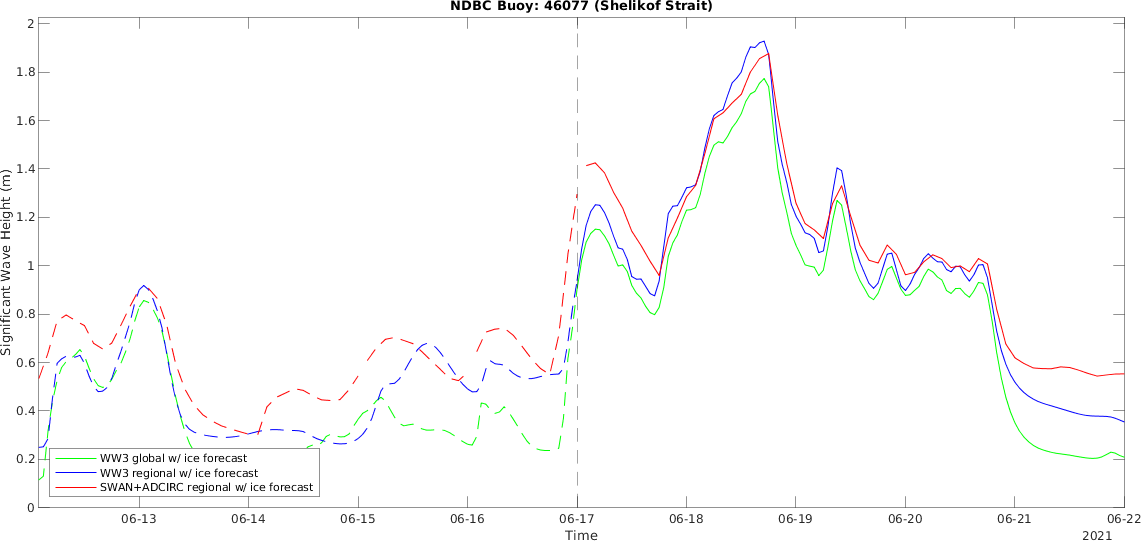 NDBC Buoy: 46077 (Shelikof Strait)
2
1.8
1.6
1.4
1.2
1
0.8
0.6
0.4
0.2
0
Significant Wave Height (m)
WW3 global w/ ice forecast
WW3 regional w/ ice forecast
SWAN+ADCIRC regional w/ ice forecast
06-13 06-14 06-15 06-16 06-17 06-18 06-19 06-20 06-21 06-22
Time
2021